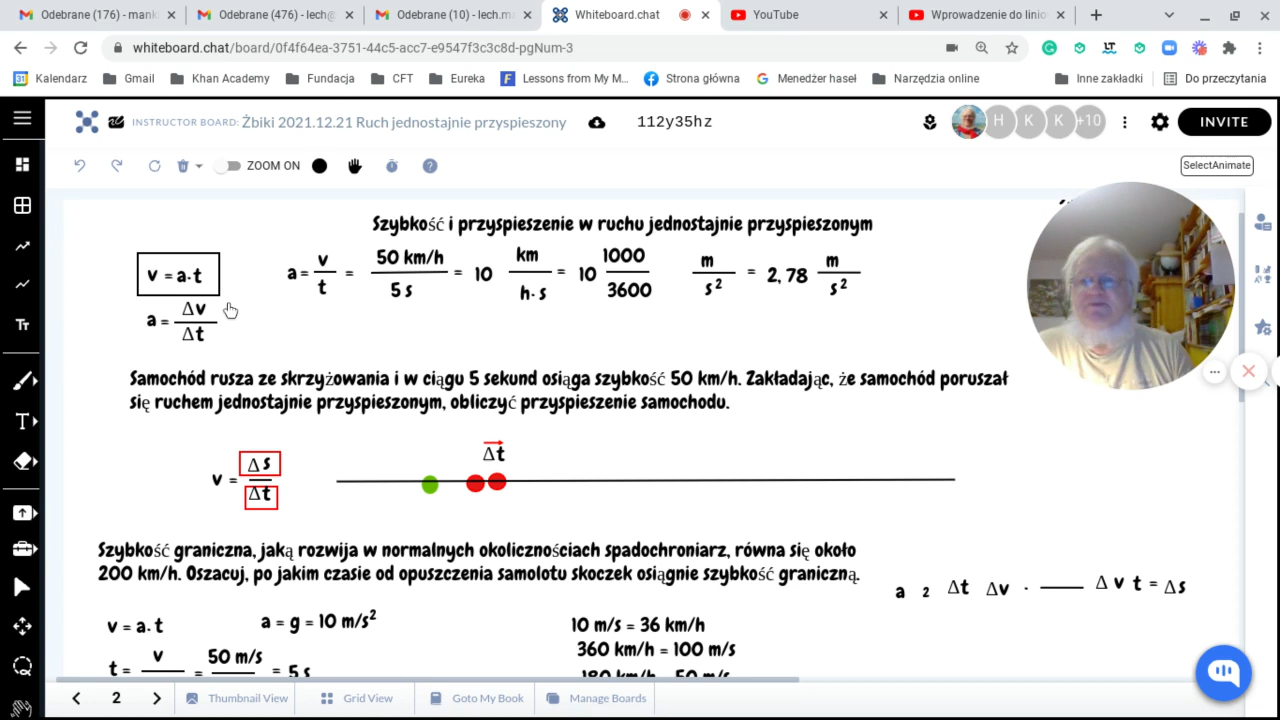 Odebrane (176) - mank
Odebrane (476) - lech@
Odebrane (10) - lech.m
Whiteboard.chat
YouTube
Wprowadzenie do linio
whiteboard.chat/board/0f4f64ea-3751-44c5-acc7-e9547f3c3c8d-pgNum-3
Kalendarz
Gmail
Khan Academy
Fundacja
CFT
Eureka
Lessons from My M...
Strona główna
Menedżer haseł
Narzędzia online
Inne zakładki
Do przeczytania
INSTRUCTOR BOARD: Żbiki 2021.12.21 Ruch jednostajnie przyspieszony
112y35hz
H K K +10
INVITE
ZOOM ON
SelectAnimate
Szybkość i przyspieszenie w ruchu jednostajnie przyspieszonym
v = a·t
a = v/t = 50 km/h / 5 s = 10 km / h·s = 10 1000/3600 m/s² = 2,78 m/s²
a = Δv/Δt
Samochód rusza ze skrzyżowania i w ciągu 5 sekund osiąga szybkość 50 km/h. Zakładając, że samochód poruszał
się ruchem jednostajnie przyspieszonym, obliczyć przyspieszenie samochodu.
Δt
v = Δs/Δt
Szybkość graniczna, jaką rozwija w normalnych okolicznościach spadochroniarz, równa się około
200 km/h. Oszacuj, po jakim czasie od opuszczenia samolotu skoczek osiągnie szybkość graniczną.
a 2 Δt Δv · — Δ v t = Δs
v = a·t
a = g = 10 m/s²
10 m/s = 36 km/h
360 km/h = 100 m/s
180 km/h = 50 m/s
t = v = 50 m/s = 5 s
2
Thumbnail View
Grid View
Goto My Book
Manage Boards